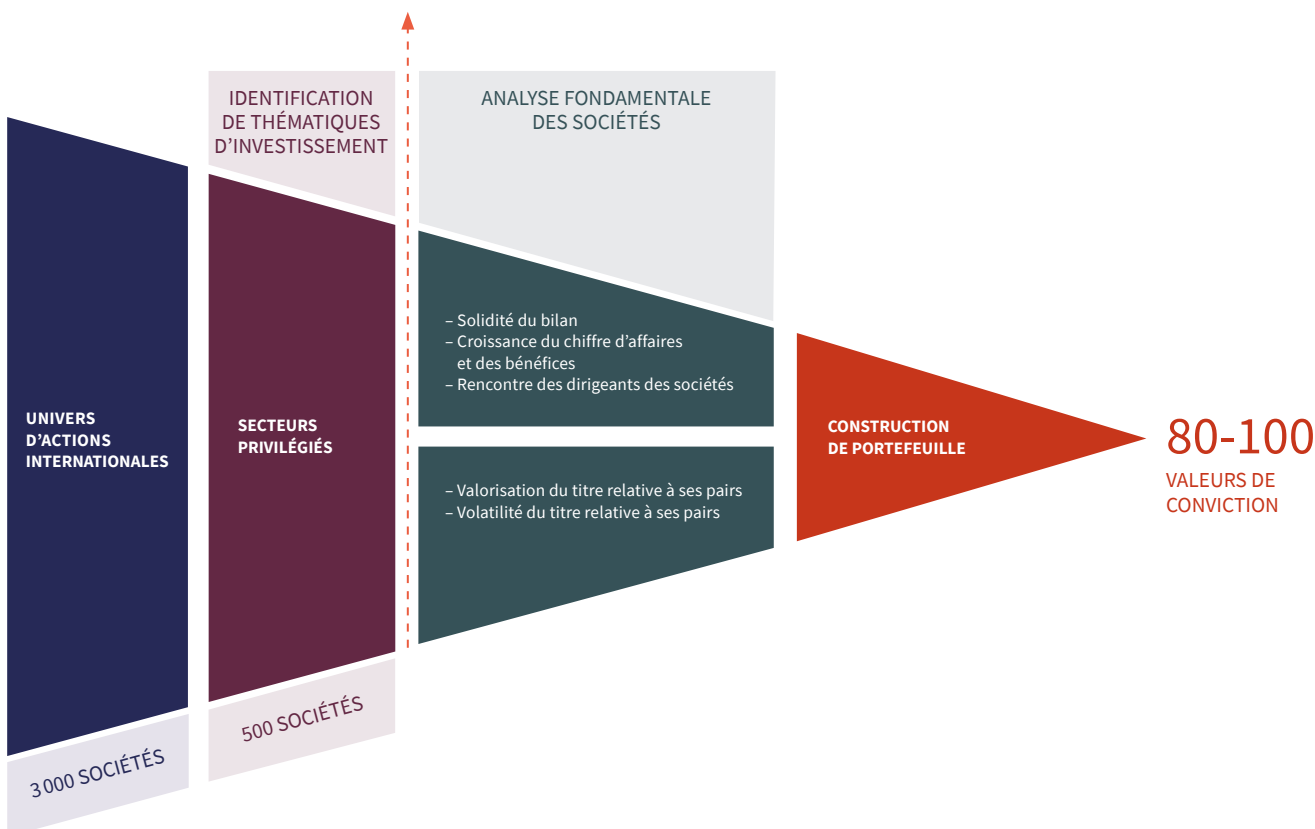 IDENTIFICATION
DE THÉMATIQUES
D’INVESTISSEMENT
ANALYSE FONDAMENTALE
DES SOCIÉTÉS
UNIVERS
D’ACTIONS
INTERNATIONALES
SECTEURS
PRIVILÉGIÉS
– Solidité du bilan
– Croissance du chiffre d’affaires
et des bénéfices
– Rencontre des dirigeants des sociétés
– Valorisation du titre relative à ses pairs
– Volatilité du titre relative à ses pairs
CONSTRUCTION
DE PORTEFEUILLE
80-100
VALEURS DE
CONVICTION
3 000 SOCIÉTÉS
500 SOCIÉTÉS